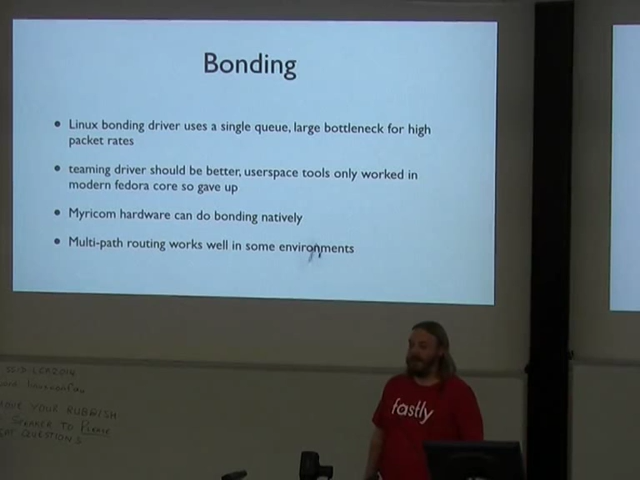 Bonding
Linux bonding driver uses a single queue, large bottleneck for high
packet rates
teaming driver should be better, userspace tools only worked in
modern fedora core so gave up
Myricom hardware can do bonding natively
Multi-path routing works well in some environments
fastly
YOUR RUBBISH
SPEAKER TO
QUESTIONS